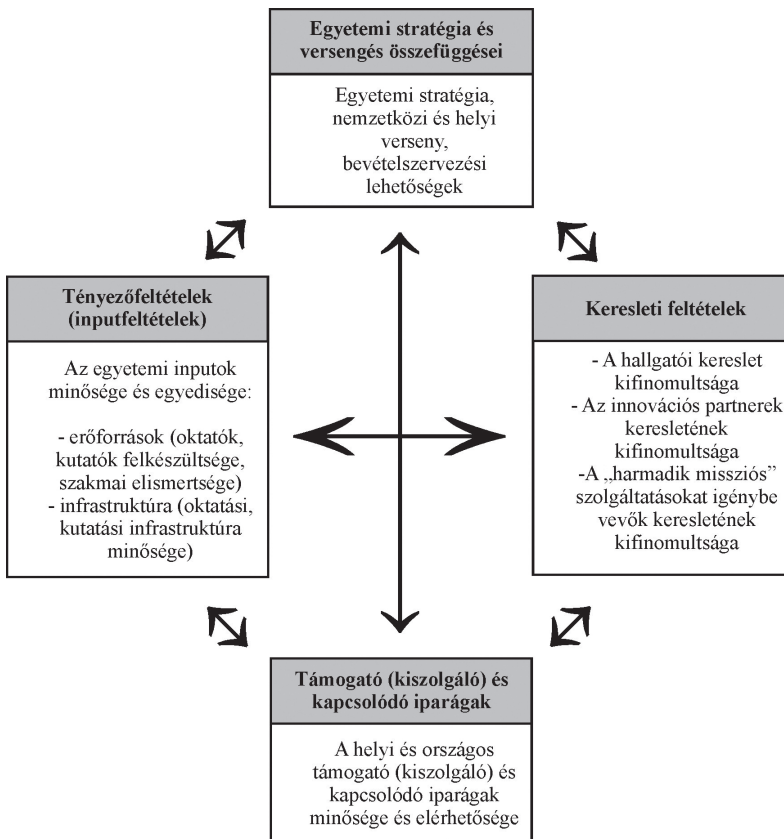 Egyetemi stratégia és
versengés összefüggései
Egyetemi stratégia,
nemzetközi és helyi
verseny,
bevételszervezési
lehetőségek
Tényezőfeltételek
(inputfeltételek)
Az egyetemi inputok
minősége és egyedisége:
- erőforrások (oktatók,
kutatók felkészültsége,
szakmai elismertsége)
- infrastruktúra (oktatási,
kutatási infrastruktúra
minősége)
Keresleti feltételek
- A hallgatói kereslet
kifinomultsága
- Az innovációs partnerek
keresletének
kifinomultsága
-A „harmadik missziós”
szolgáltatásokat igénybe
vevők keresletének
kifinomultsága
Támogató (kiszolgáló) és
kapcsolódó iparágak
A helyi és országos
támogató (kiszolgáló) és
kapcsolódó iparágak
minősége és elérhetősége